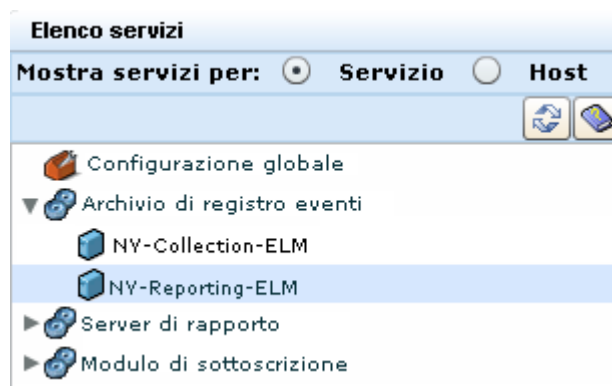 Elenco servizi
Mostra servizi per: Servizio Host
Configurazione globale
Archivio di registro eventi
NY-Collection-ELM
NY-Reporting-ELM
Server di rapporto
Modulo di sottoscrizione